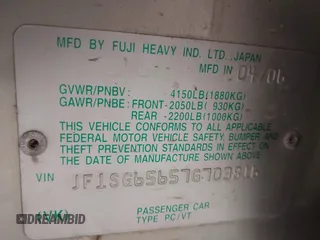 MFD BY FUJI HEAVY IND. LTD., JAPAN
MFD IN 04/06
GVWR/PNBV: 4150LB(1880KG)
GAWR/PNBE: FRONT-2050LB( 930KG)
REAR -2200LB(1000KG)
THIS VEHICLE CONFORMS TO ALL APPLICABLE
FEDERAL MOTOR VEHICLE SAFETY, BUMPER AND
THEFT PREVENTION STANDARDS IN EFFECT ON
THE DATE OF MANUFACTURE SHOWN ABOVE.
VIN
PASSENGER CAR
TYPE PC/VT
DREAMBID